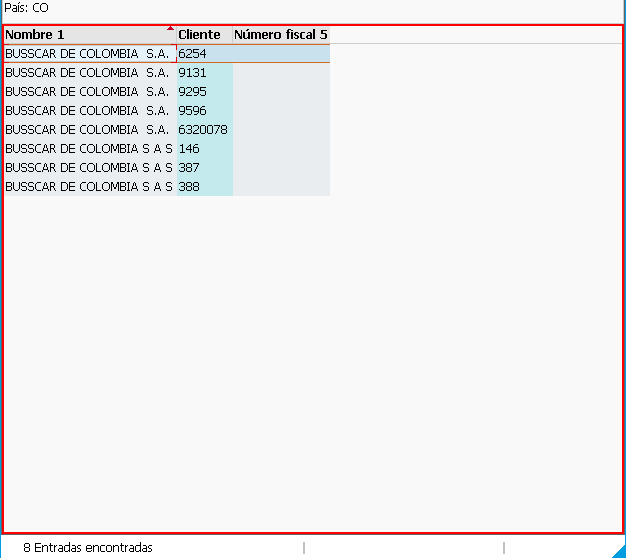 País: CO
Nombre 1 Cliente Número fiscal 5
BUSSCAR DE COLOMBIA  S.A. 6254
BUSSCAR DE COLOMBIA  S.A. 9131
BUSSCAR DE COLOMBIA  S.A. 9295
BUSSCAR DE COLOMBIA  S.A. 9596
BUSSCAR DE COLOMBIA  S.A. 6320078
BUSSCAR DE COLOMBIA S A S 146
BUSSCAR DE COLOMBIA S A S 387
BUSSCAR DE COLOMBIA S A S 388
8 Entradas encontradas